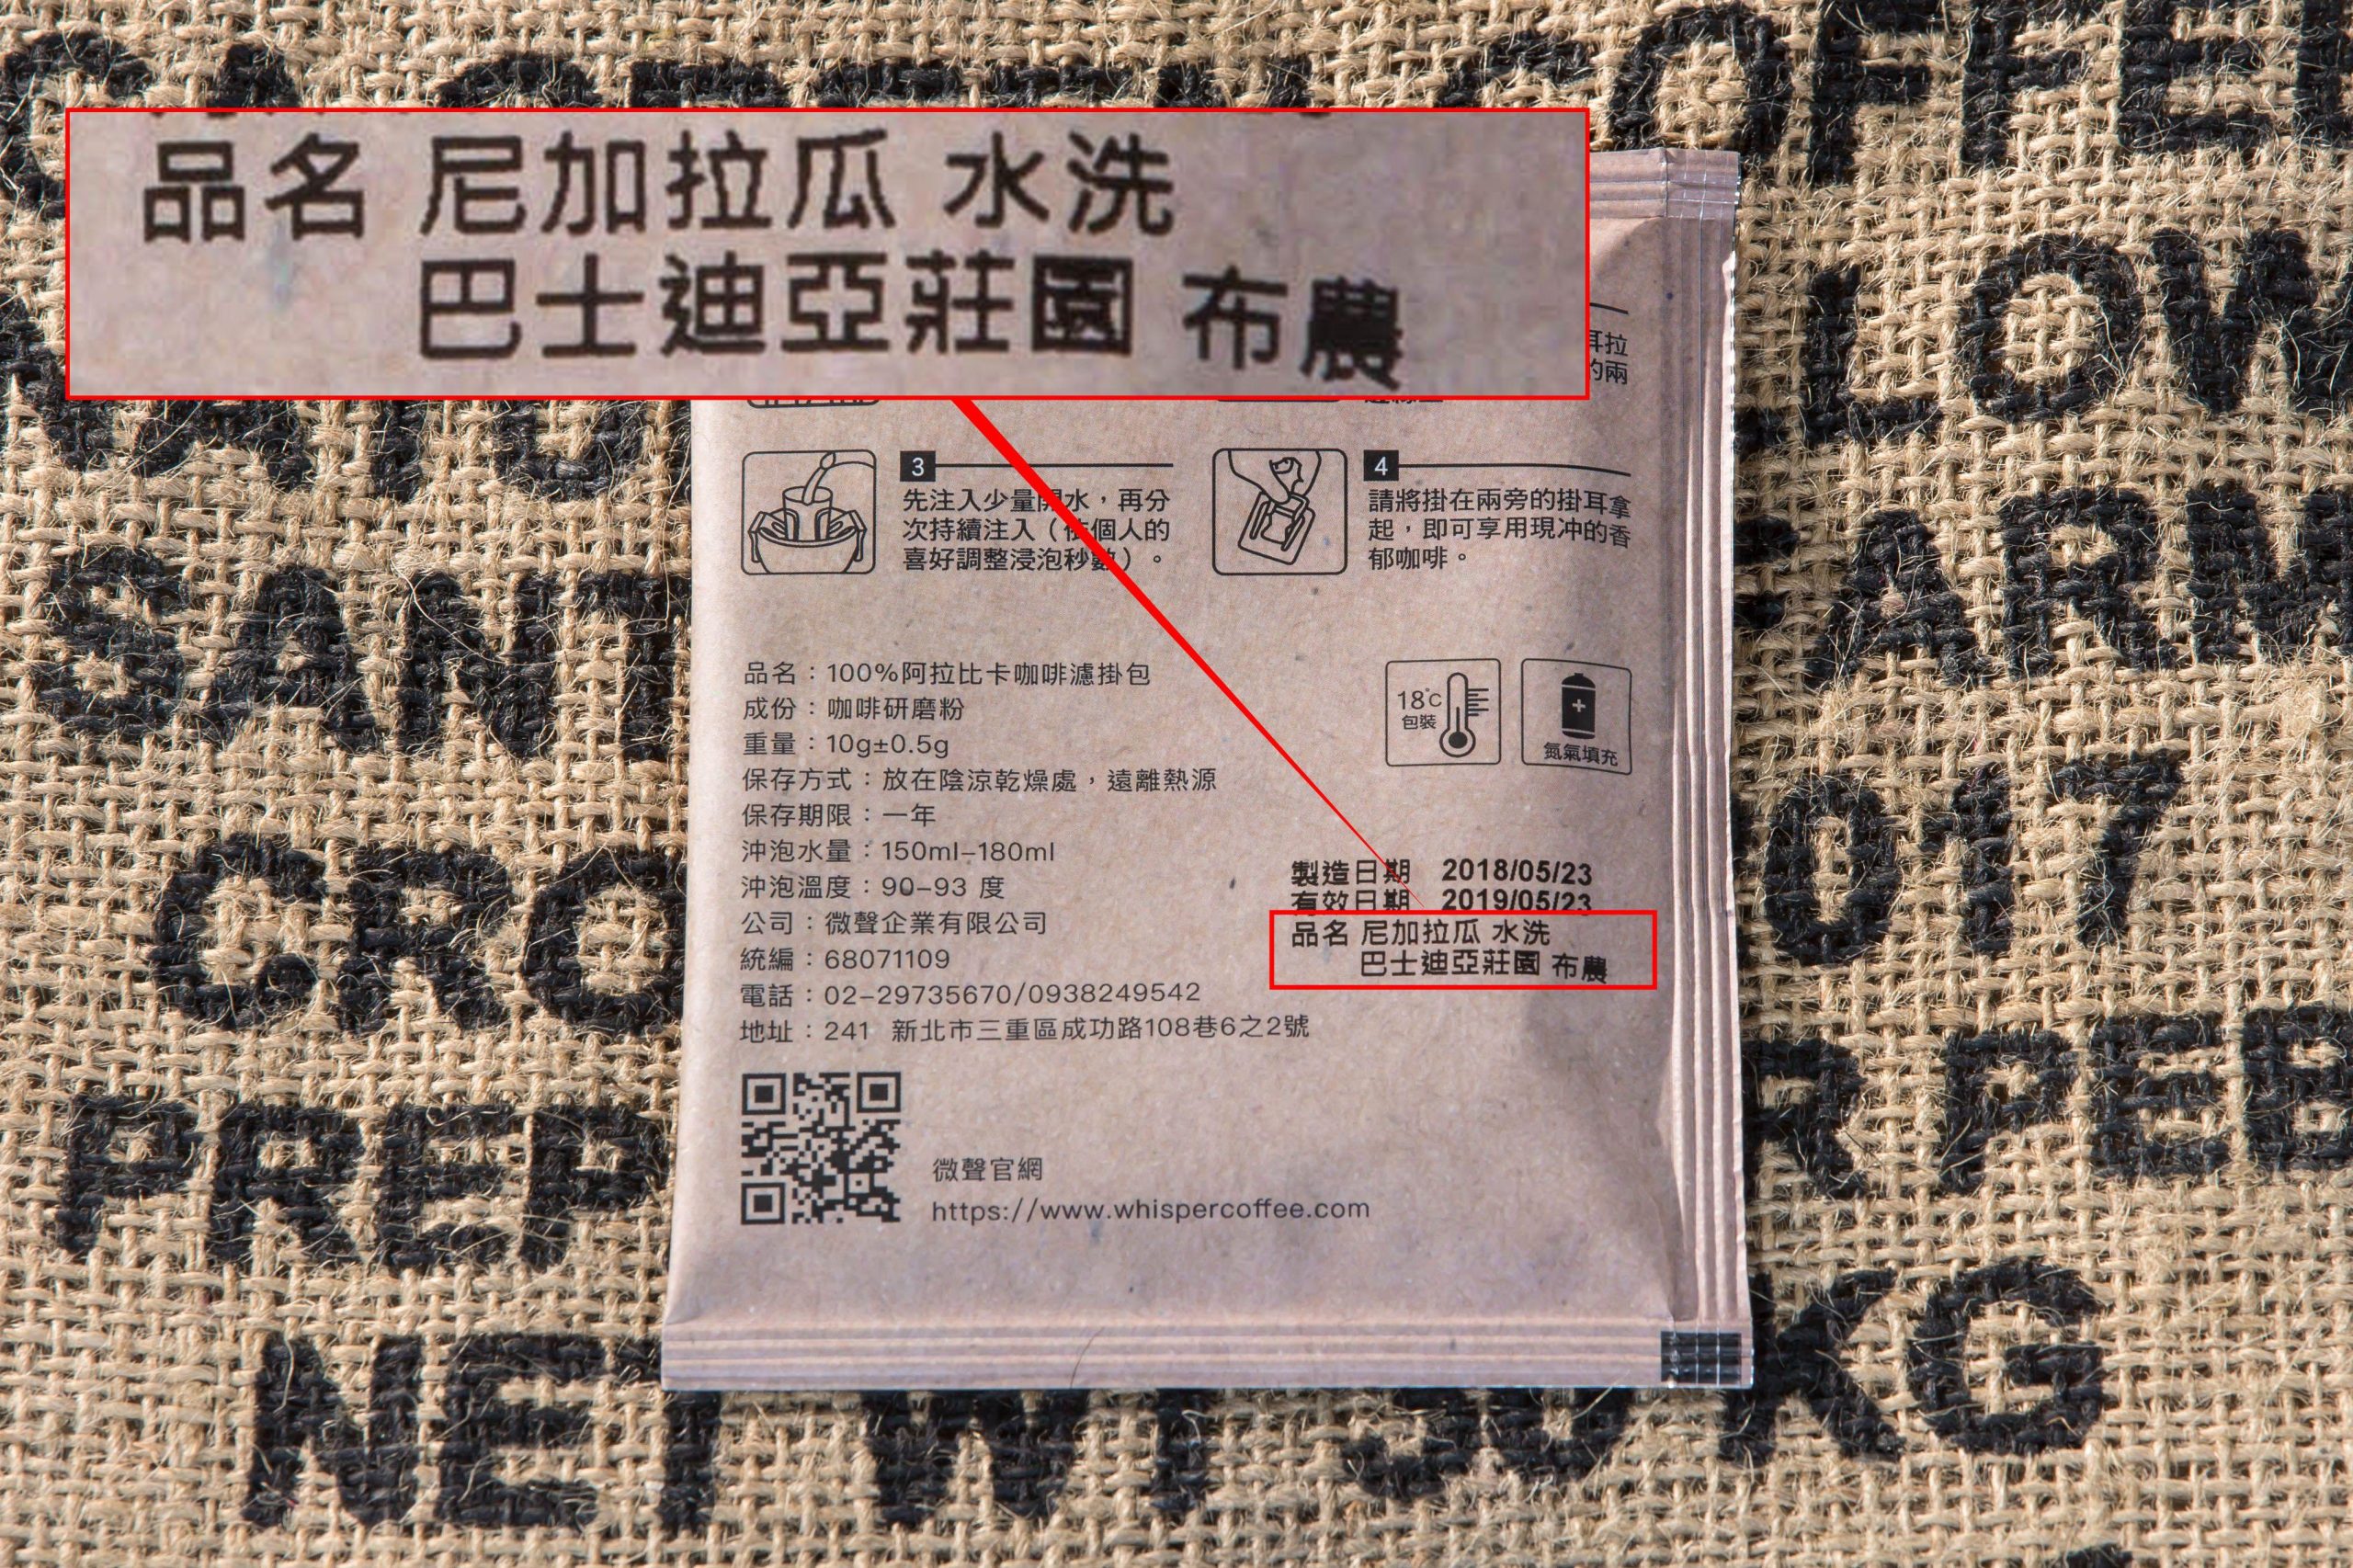 品名 尼加拉瓜 水洗
巴士迪亞莊園 布農
耳拉
的兩
3
先注入少量開水，再分
次持續注入（依個人的
喜好調整浸泡秒數）。
4
請將掛在兩旁的掛耳拿
起，即可享用現冲的香
郁咖啡。
品名：100%阿拉比卡咖啡濾掛包
成份：咖啡研磨粉
重量：10g±0.5g
保存方式：放在陰涼乾燥處，遠離熱源
保存期限：一年
沖泡水量：150ml–180ml
沖泡溫度：90–93 度
公司：微聲企業有限公司
統編：68071109
電話：02–29735670/0938249542
地址：241 新北市三重區成功路108巷6之2號
18°C
包裝
氮氣填充
製造日期 2018/05/23
有效日期 2019/05/23
品名 尼加拉瓜 水洗
巴士迪亞莊園 布農
微聲官網
https://www.whispercoffee.com
SANT
017
NET WT
KG